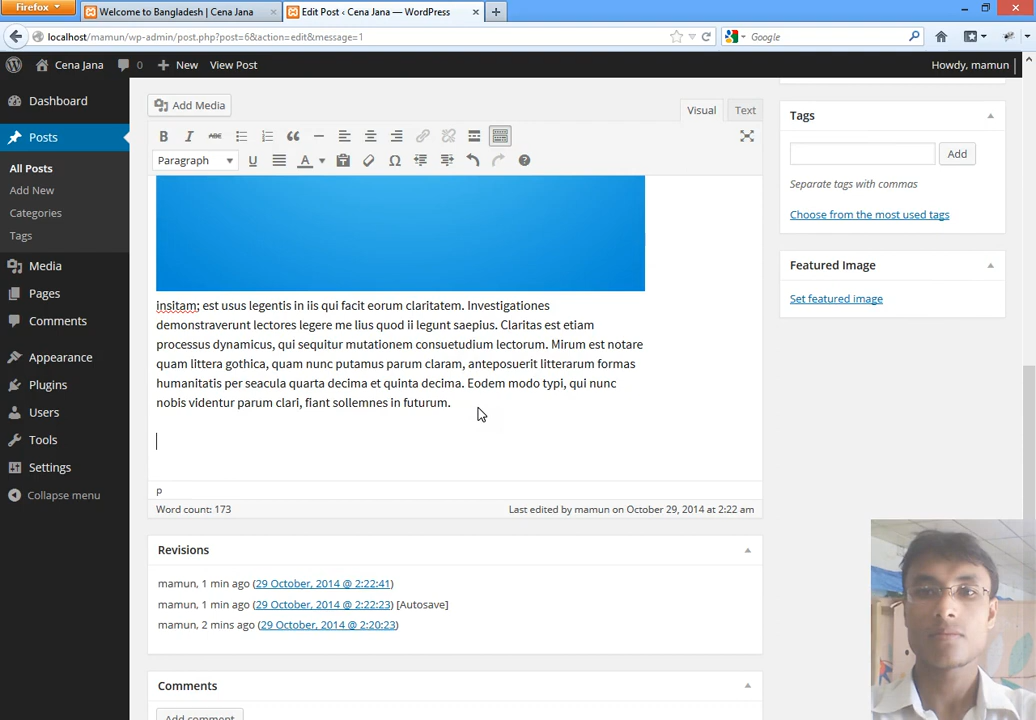 Firefox
Welcome to Bangladesh | Cena Jana
Edit Post ‹ Cena Jana — WordPress
localhost/mamun/wp-admin/post.php?post=6&action=edit&message=1
Google
Cena Jana
0
New
View Post
Howdy, mamun
Dashboard
Posts
All Posts
Add New
Categories
Tags
Media
Pages
Comments
Appearance
Plugins
Users
Tools
Settings
Collapse menu
Add Media
Visual
Text
B I ABC
Paragraph
U A Ω
insitam; est usus legentis in iis qui facit eorum claritatem. Investigationes
demonstraverunt lectores legere me lius quod ii legunt saepius. Claritas est etiam
processus dynamicus, qui sequitur mutationem consuetudium lectorum. Mirum est notare
quam littera gothica, quam nunc putamus parum claram, anteposuerit litterarum formas
humanitatis per seacula quarta decima et quinta decima. Eodem modo typi, qui nunc
nobis videntur parum clari, fiant sollemnes in futurum.
p
Word count: 173
Last edited by mamun on October 29, 2014 at 2:22 am
Revisions
mamun, 1 min ago (29 October, 2014 @ 2:22:41)
mamun, 1 min ago (29 October, 2014 @ 2:22:23) [Autosave]
mamun, 2 mins ago (29 October, 2014 @ 2:20:23)
Comments
Add comment
Tags
Add
Separate tags with commas
Choose from the most used tags
Featured Image
Set featured image